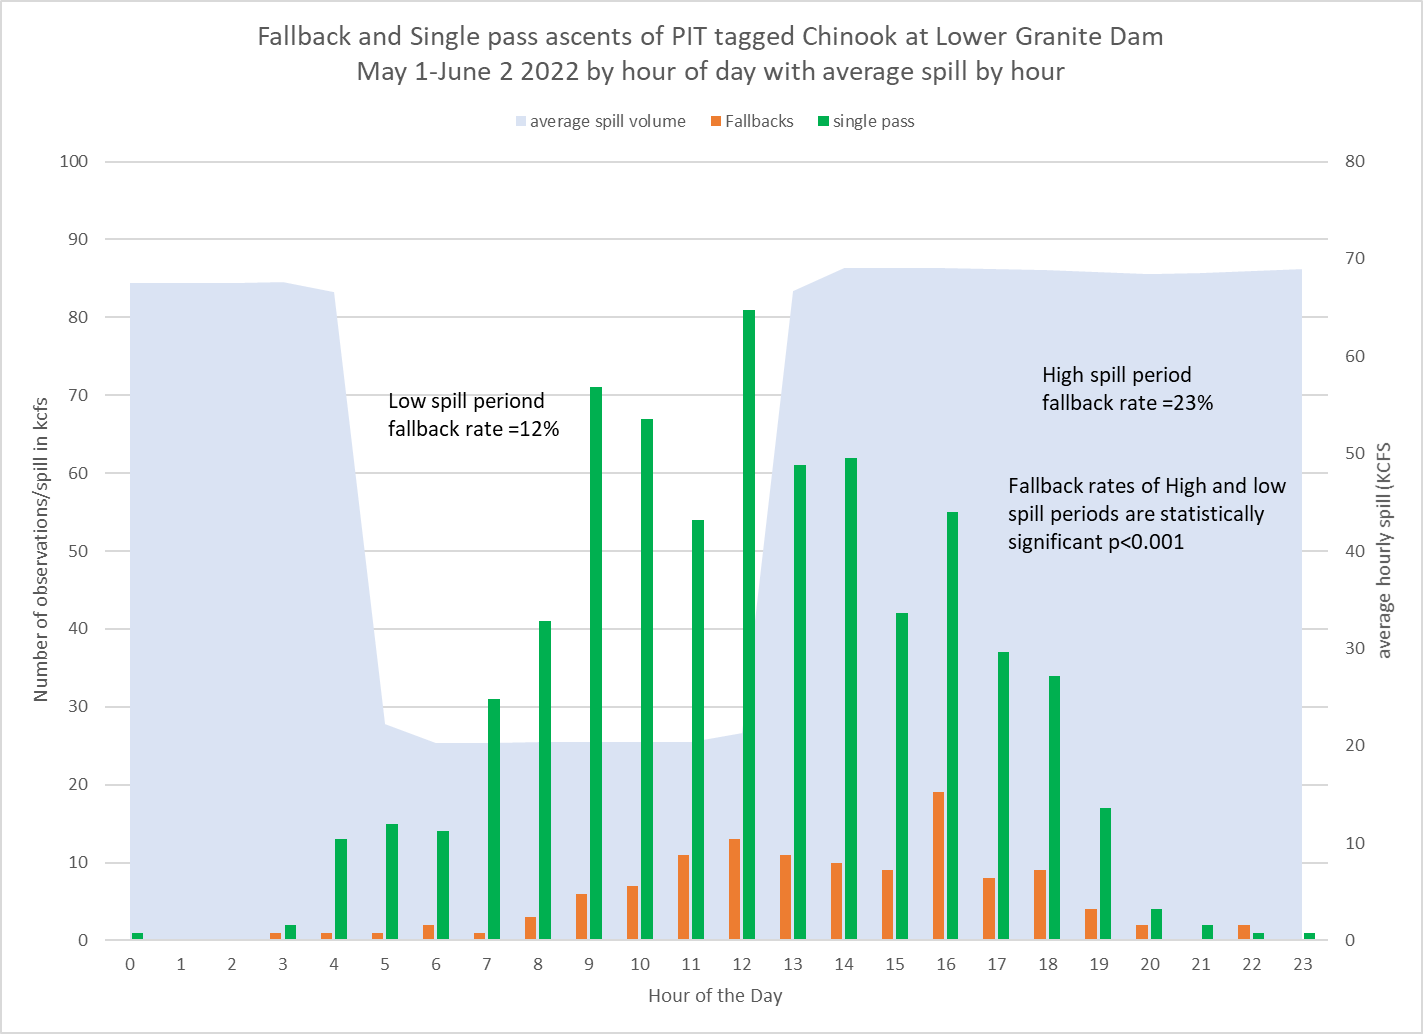 Fallback and Single pass ascents of PIT tagged Chinook at Lower Granite Dam
May 1-June 2 2022 by hour of day with average spill by hour
average spill volume Fallbacks single pass
100
90
80
70
60
50
40
30
20
10
0
Number of observations/spill in kcfs
Low spill periond
fallback rate =12%
High spill period
fallback rate =23%
Fallback rates of High and low
spill periods are statistically
significant p<0.001
80
70
60
50
40
30
20
10
0
average hourly spill (KCFS
0 1 2 3 4 5 6 7 8 9 10 11 12 13 14 15 16 17 18 19 20 21 22 23
Hour of the Day